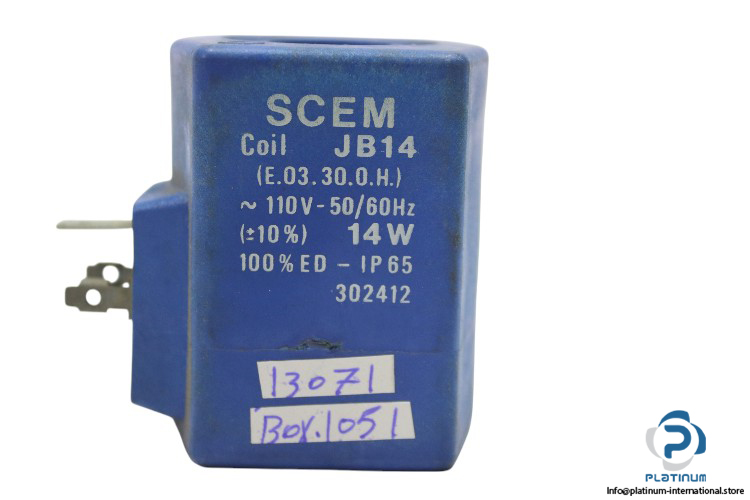 SCEM
Coil JB14
(E.03.30.0.H.)
~ 110V-50/60Hz
(±10%) 14W
100%ED - IP65
302412
13071
Box.1051
PLATINUM
Info@platinum-international.store